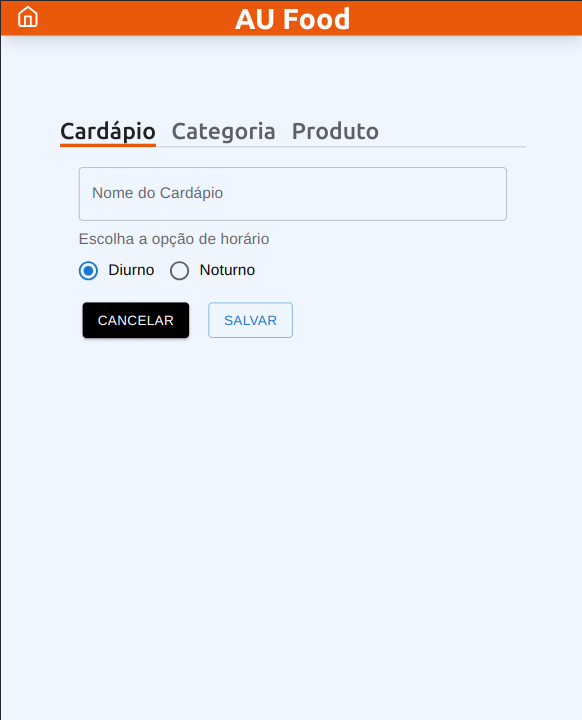 AU Food
Cardápio Categoria Produto
Nome do Cardápio
Escolha a opção de horário
Diurno Noturno
CANCELAR SALVAR